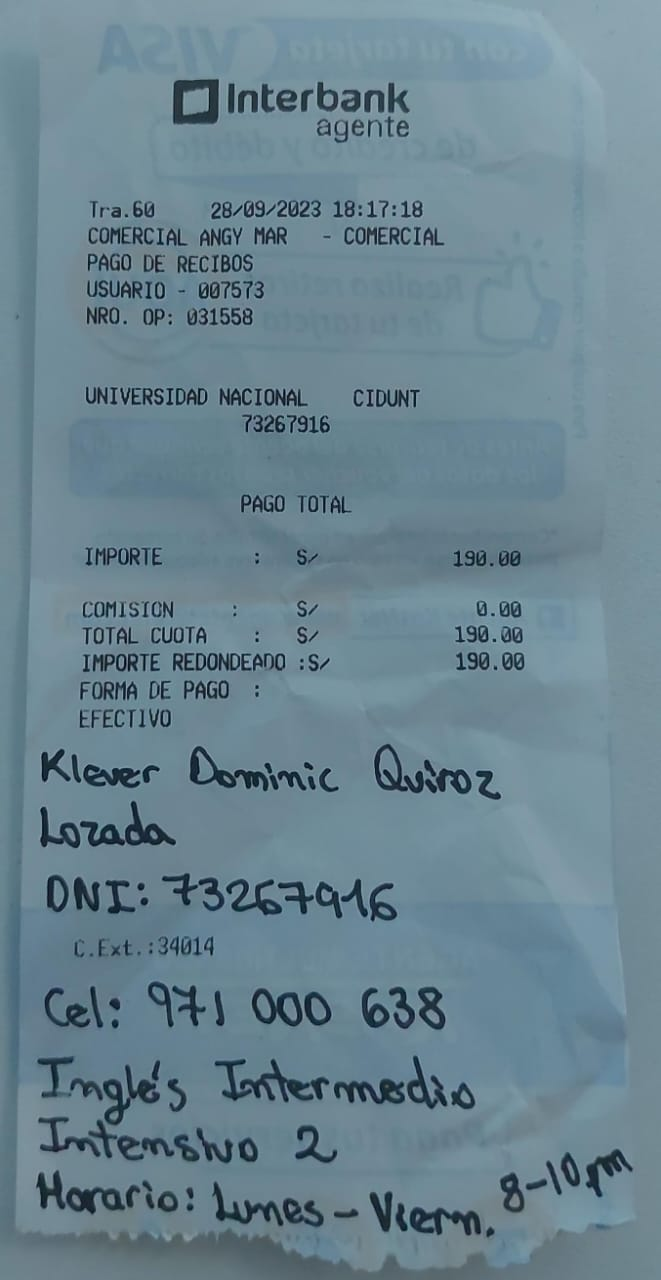 Interbank
agente
Tra.60 28/09/2023 18:17:18
COMERCIAL ANGY MAR - COMERCIAL
PAGO DE RECIBOS
USUARIO - 007573
NRO. OP: 031558
UNIVERSIDAD NACIONAL CIDUNT
73267916
PAGO TOTAL
IMPORTE : S/ 190.00
COMISION : S/ 0.00
TOTAL CUOTA : S/ 190.00
IMPORTE REDONDEADO :S/ 190.00
FORMA DE PAGO :
EFECTIVO
Klever Dominic Quiroz
Lozada
DNI: 73267916
C.Ext.:34014
Cel: 971 000 638
Inglés Intermedio
Intensivo 2
Horario: Lunes - Viern. 8-10pm